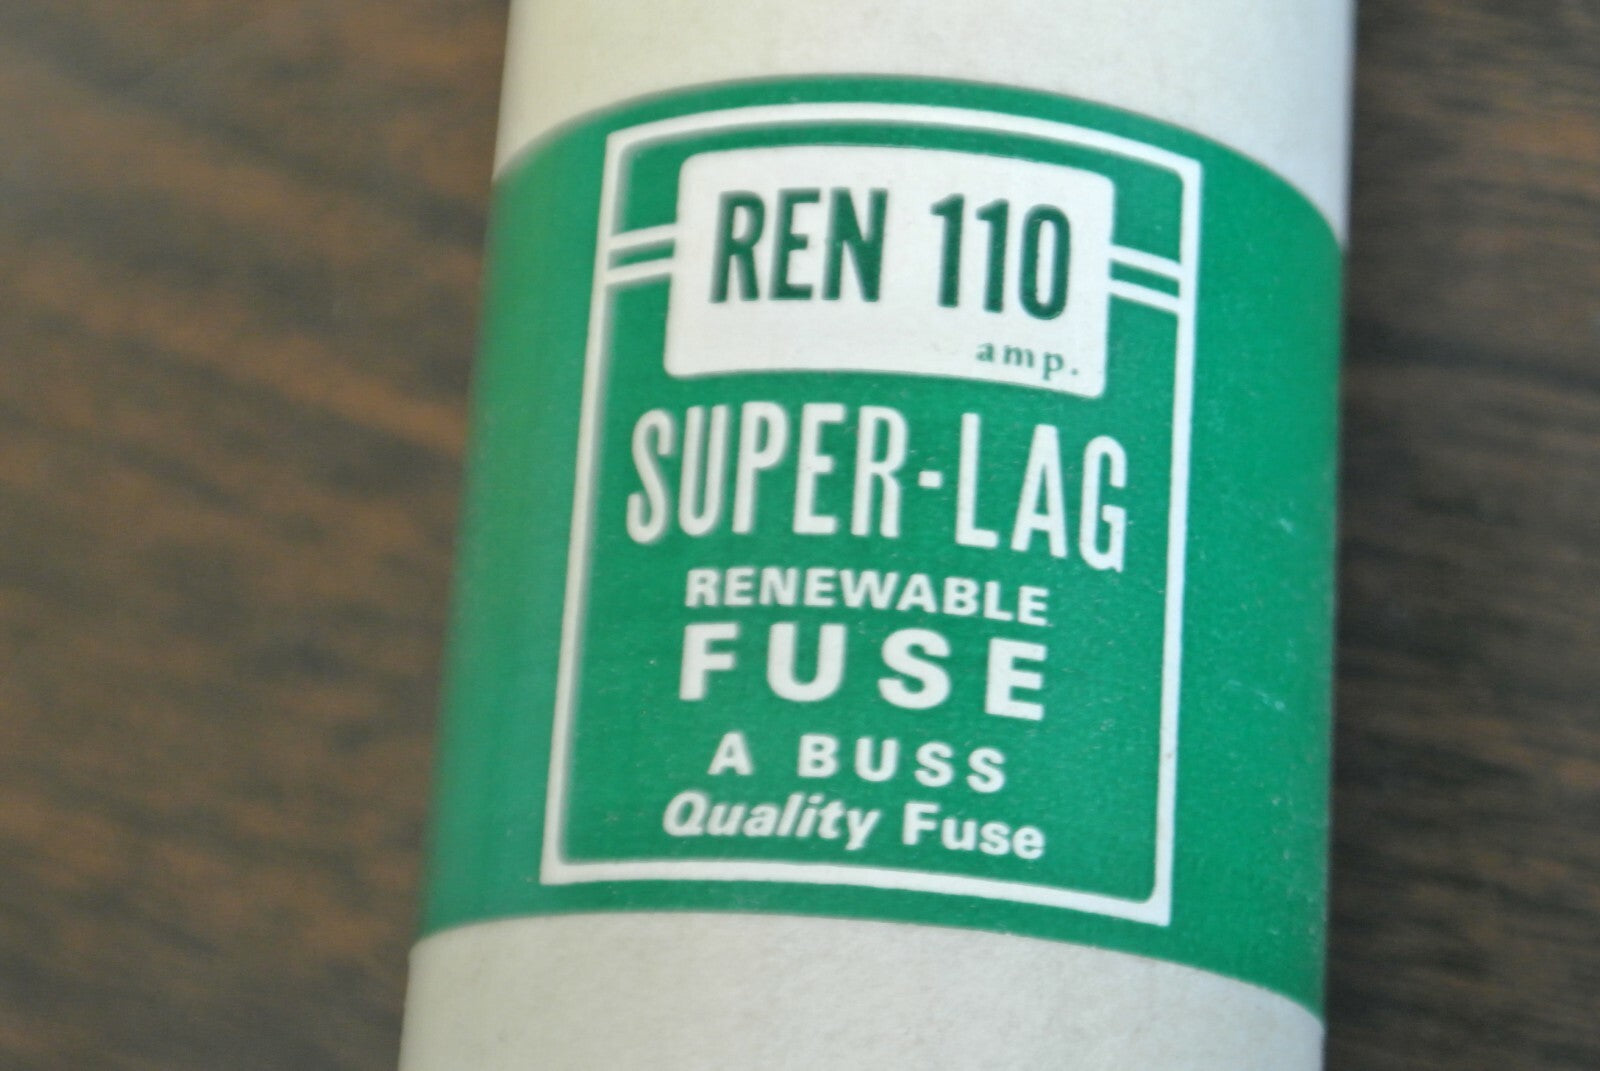 REN 110
amp.
SUPER-LAG
RENEWABLE
FUSE
A BUSS
Quality Fuse